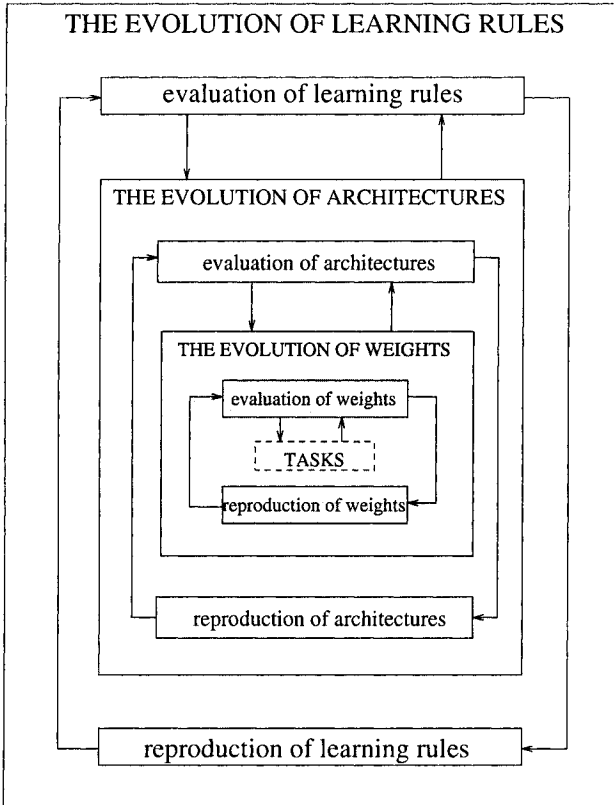 THE EVOLUTION OF LEARNING RULES
evaluation of learning rules
THE EVOLUTION OF ARCHITECTURES
evaluation of architectures
THE EVOLUTION OF WEIGHTS
evaluation of weights
TASKS
reproduction of weights
reproduction of architectures
reproduction of learning rules